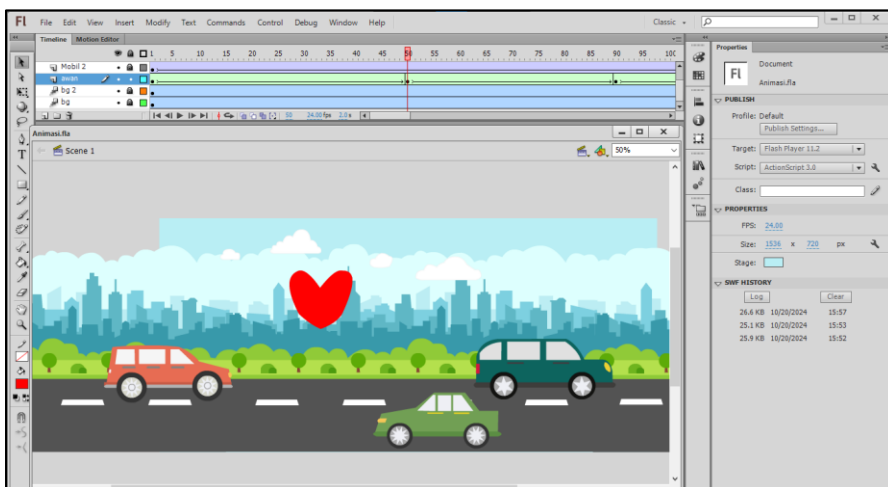 Fl File Edit View Insert Modify Text Commands Control Debug Window Help Classic
Timeline Motion Editor
1 5 10 15 20 25 30 35 40 45 50 55 60 65 70 75 80 85 90 95 100
Mobil 2
awan
bg 2
bg
50 24.00 fps 2.0 s
Animasi.fla
Scene 1 50%
Properties
Fl Document
Animasi.fla
PUBLISH
Profile: Default
Publish Settings...
Target: Flash Player 11.2
Script: ActionScript 3.0
Class:
PROPERTIES
FPS: 24.00
Size: 1536 x 720 px
Stage:
SWF HISTORY
Log Clear
26.6 KB 10/20/2024 15:57
25.1 KB 10/20/2024 15:53
25.9 KB 10/20/2024 15:52